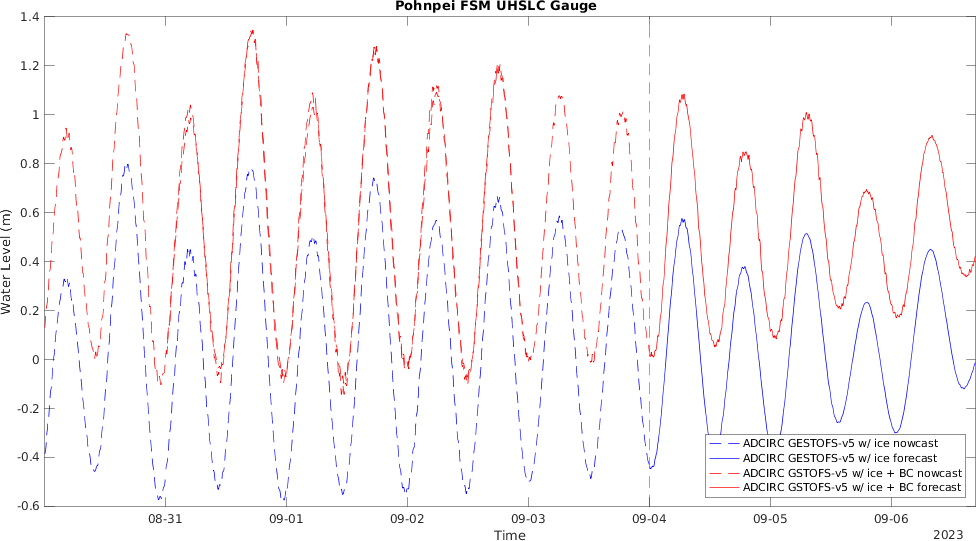 Pohnpei FSM UHSLC Gauge
1.4
1.2
1
0.8
0.6
0.4
0.2
0
-0.2
-0.4
-0.6
Water Level (m)
08-31 09-01 09-02 09-03 09-04 09-05 09-06
Time
2023
ADCIRC GESTOFS-v5 w/ ice nowcast
ADCIRC GESTOFS-v5 w/ ice forecast
ADCIRC GSTOFS-v5 w/ ice + BC nowcast
ADCIRC GSTOFS-v5 w/ ice + BC forecast